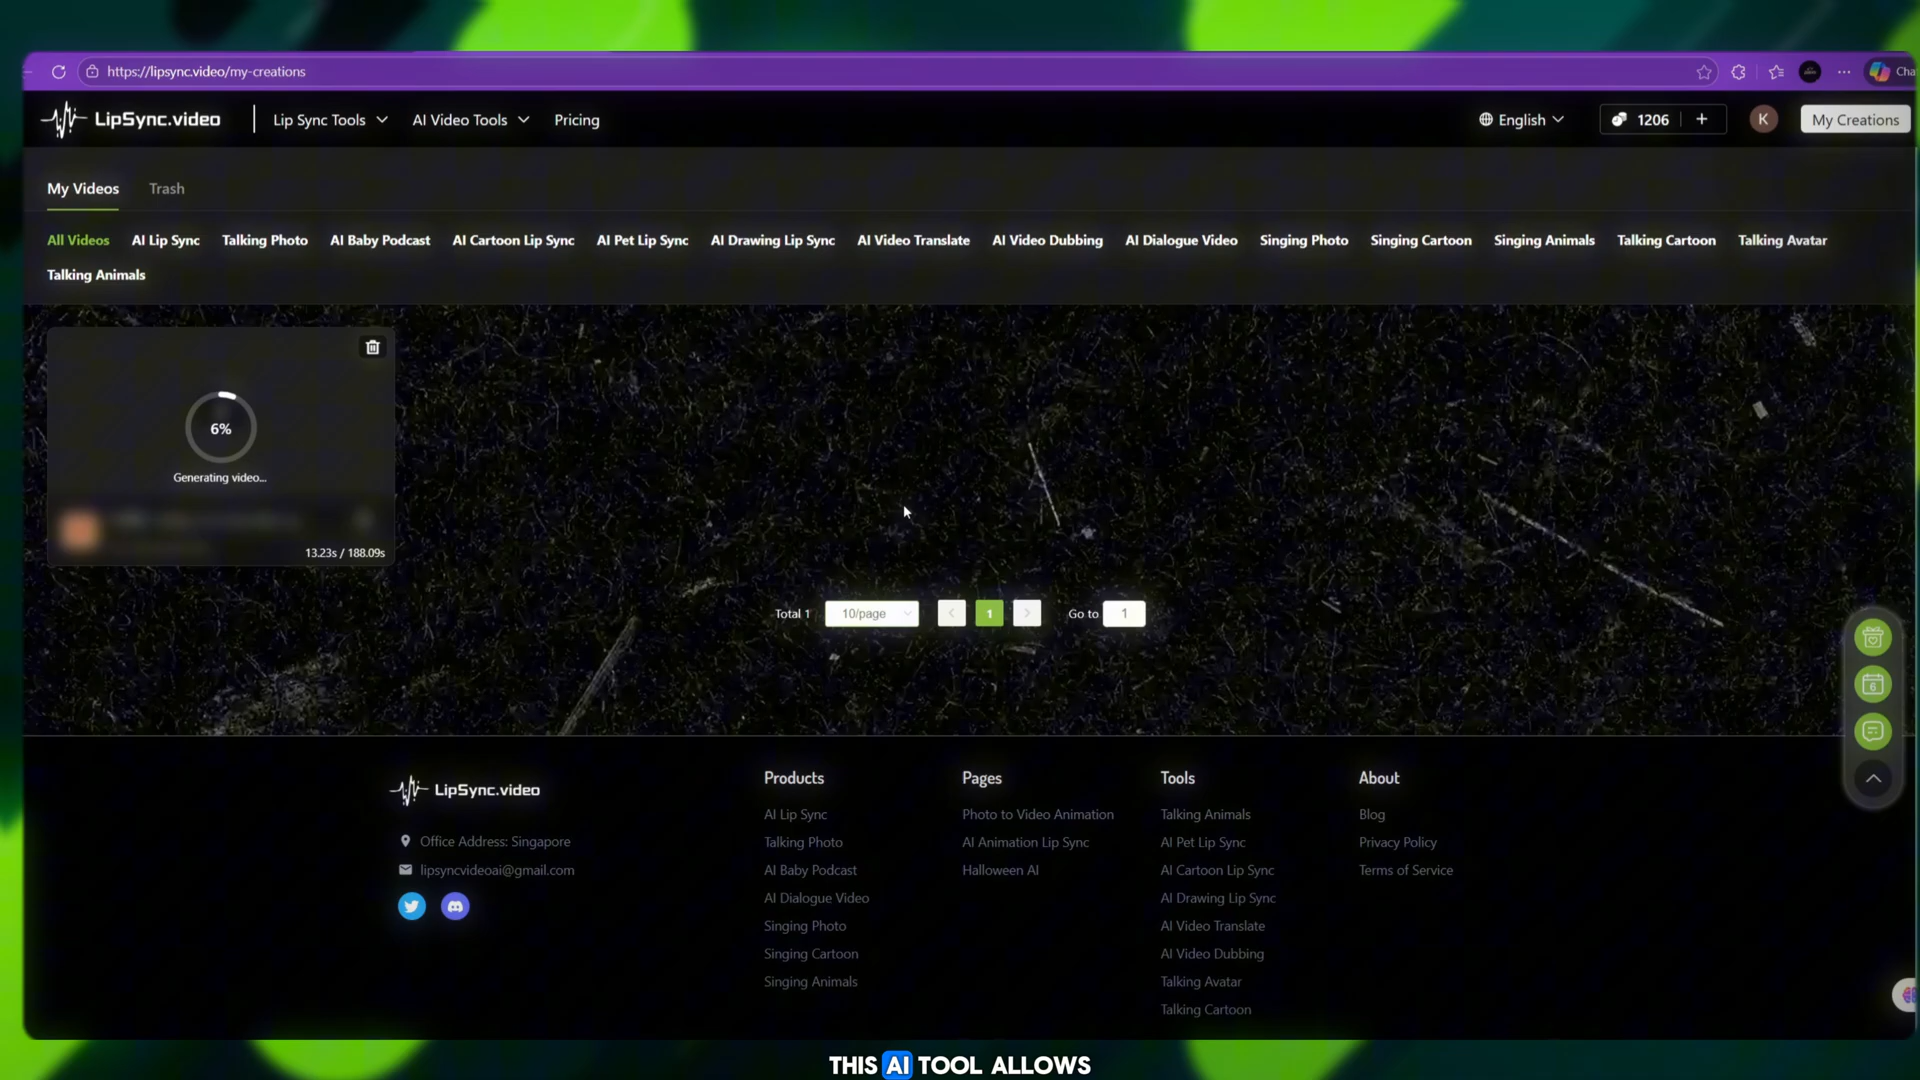 https://lipsync.video/my-creations
Cha
LipSync.video
Lip Sync Tools
AI Video Tools
Pricing
English
1206
+
K
My Creations
My Videos
Trash
All Videos
AI Lip Sync
Talking Photo
AI Baby Podcast
AI Cartoon Lip Sync
AI Pet Lip Sync
AI Drawing Lip Sync
AI Video Translate
AI Video Dubbing
AI Dialogue Video
Singing Photo
Singing Cartoon
Singing Animals
Talking Cartoon
Talking Avatar
Talking Animals
6%
Generating video...
13.23s / 188.09s
Total 1
10/page
1
Go to
1
6
LipSync.video
Office Address: Singapore
lipsyncvideoai@gmail.com
Products
AI Lip Sync
Talking Photo
AI Baby Podcast
AI Dialogue Video
Singing Photo
Singing Cartoon
Singing Animals
Pages
Photo to Video Animation
AI Animation Lip Sync
Halloween AI
Tools
Talking Animals
AI Pet Lip Sync
AI Cartoon Lip Sync
AI Drawing Lip Sync
AI Video Translate
AI Video Dubbing
Talking Avatar
Talking Cartoon
About
Blog
Privacy Policy
Terms of Service
THIS AI TOOL ALLOWS